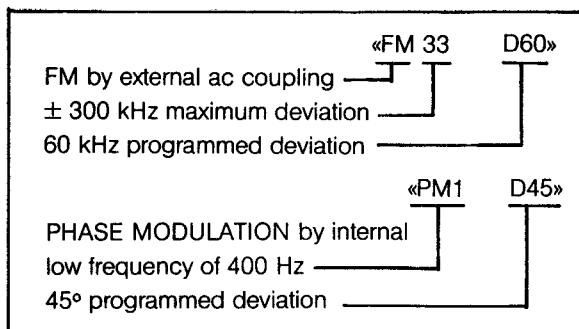 «FM 33 D60»
FM by external ac coupling
± 300 kHz maximum deviation
60 kHz programmed deviation
«PM1 D45»
PHASE MODULATION by internal
low frequency of 400 Hz
45º programmed deviation